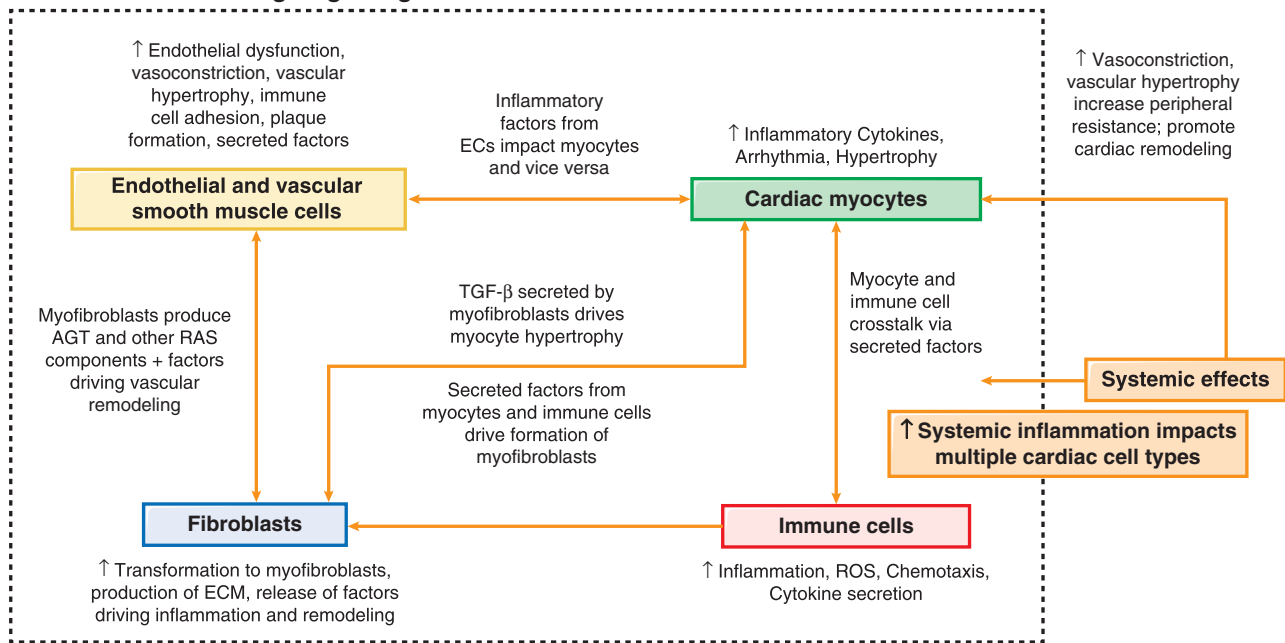 ↑ Endothelial dysfunction,
vasoconstriction, vascular
hypertrophy, immune
cell adhesion, plaque
formation, secreted factors
Endothelial and vascular
smooth muscle cells
Inflammatory
factors from
ECs impact myocytes
and vice versa
↑ Inflammatory Cytokines,
Arrhythmia, Hypertrophy
Cardiac myocytes
↑ Vasoconstriction,
vascular hypertrophy
increase peripheral
resistance; promote
cardiac remodeling
Myofibroblasts produce
AGT and other RAS
components + factors
driving vascular
remodeling
TGF-β secreted by
myofibroblasts drives
myocyte hypertrophy
Secreted factors from
myocytes and immune cells
drive formation of
myofibroblasts
Myocyte and
immune cell
crosstalk via
secreted factors
Systemic effects
↑ Systemic inflammation impacts
multiple cardiac cell types
Fibroblasts
↑ Transformation to myofibroblasts,
production of ECM, release of factors
driving inflammation and remodeling
Immune cells
↑ Inflammation, ROS, Chemotaxis,
Cytokine secretion